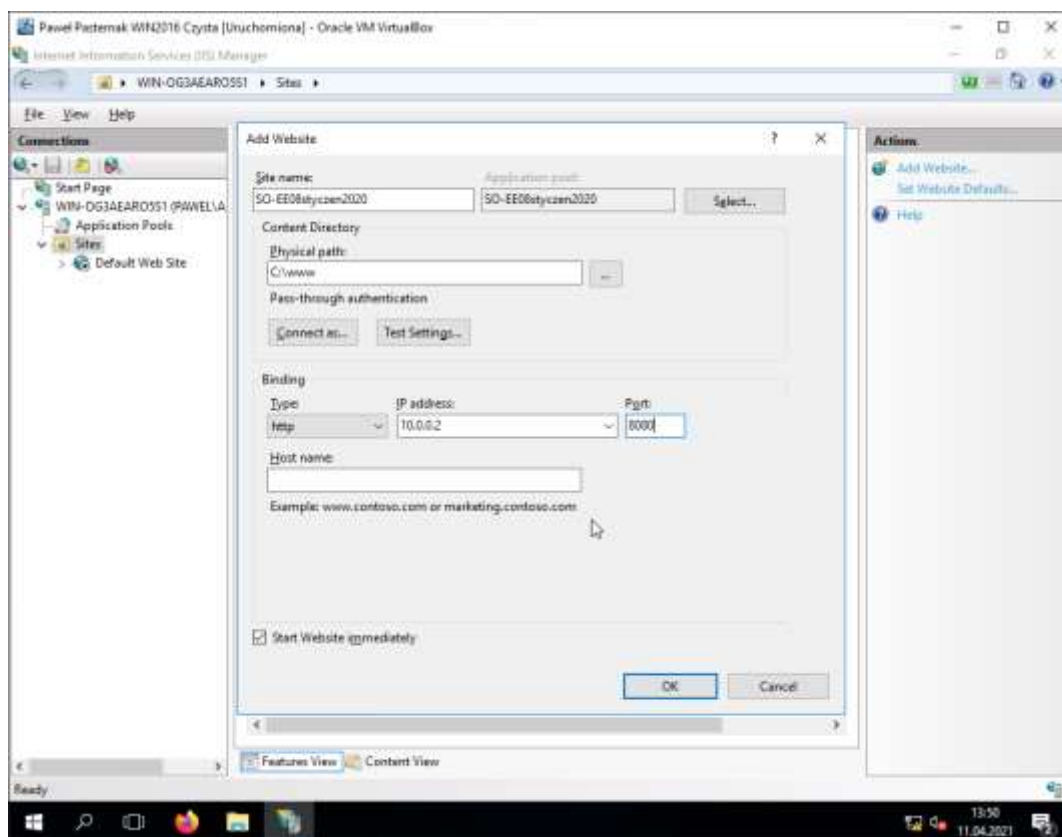 Paweł Pasternak WIN2016 Czysta [Uruchomiona] - Oracle VM VirtualBox
Internet Information Services (IIS) Manager
WIN-OG3AEARO5S1 Sites
File View Help
Connections
Start Page
WIN-OG3AEARO5S1 (PAWEL\A
Application Pools
Sites
Default Web Site
Add Website ? ×
Site name: Application pool:
SO-EE08styczen2020 SO-EE08styczen2020 Select...
Content Directory
Physical path:
C:\www ...
Pass-through authentication
Connect as... Test Settings...
Binding
Type: IP address: Port:
http 10.0.0.2 8080
Host name:
Example: www.contoso.com or marketing.contoso.com
Start Website immediately
OK Cancel
Actions
Add Website...
Set Website Defaults...
Help
Features View Content View
Ready
13:50
11.04.2021